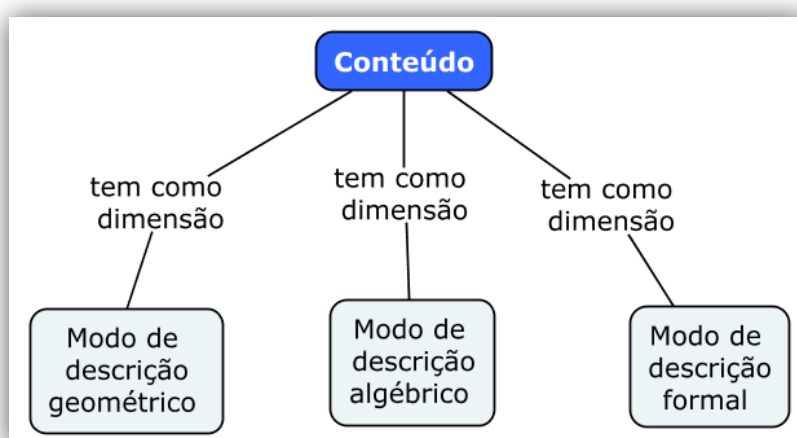 Conteúdo
tem como
dimensão
tem como
dimensão
tem como
dimensão
Modo de
descrição
geométrico
Modo de
descrição
algébrico
Modo de
descrição
formal